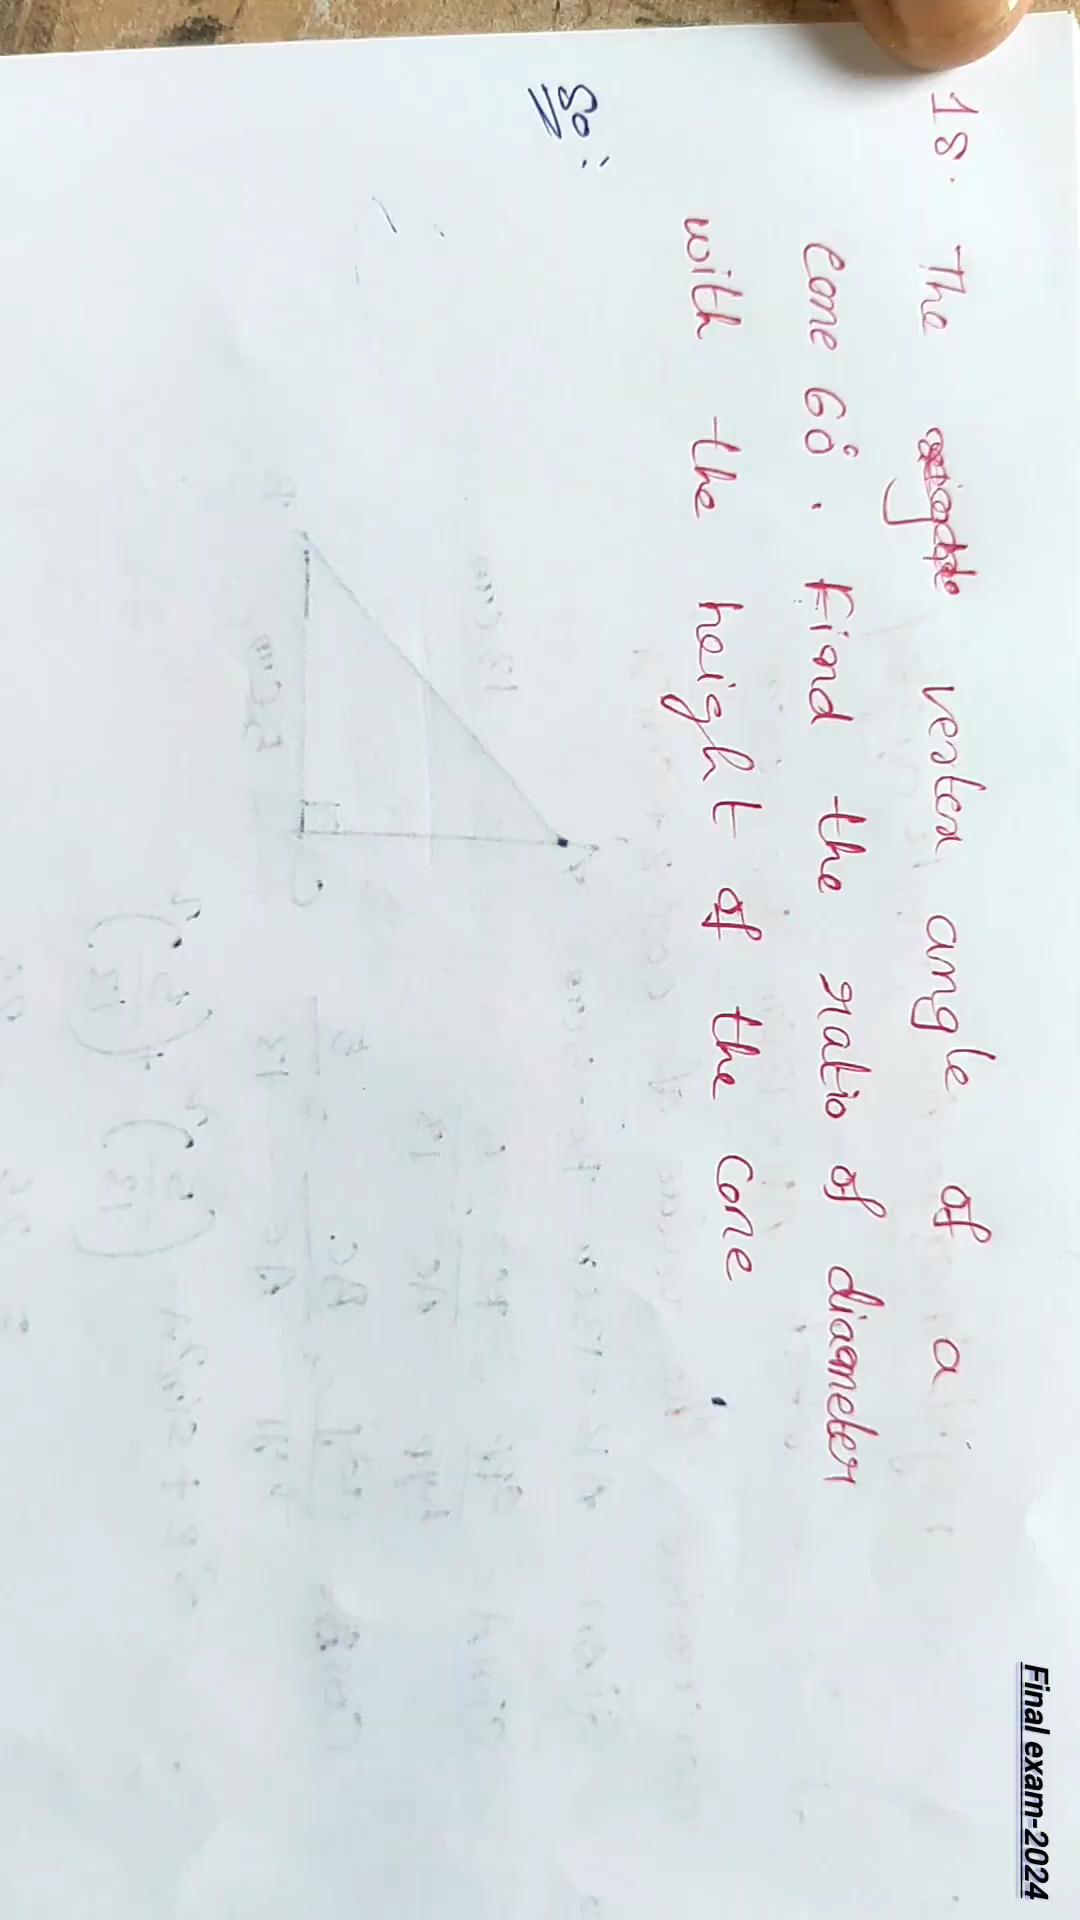 Final exam-2024
18. The vertex angle of a
Cone 60°. Find the ratio of diameter
with the height of the Cone
Sol: